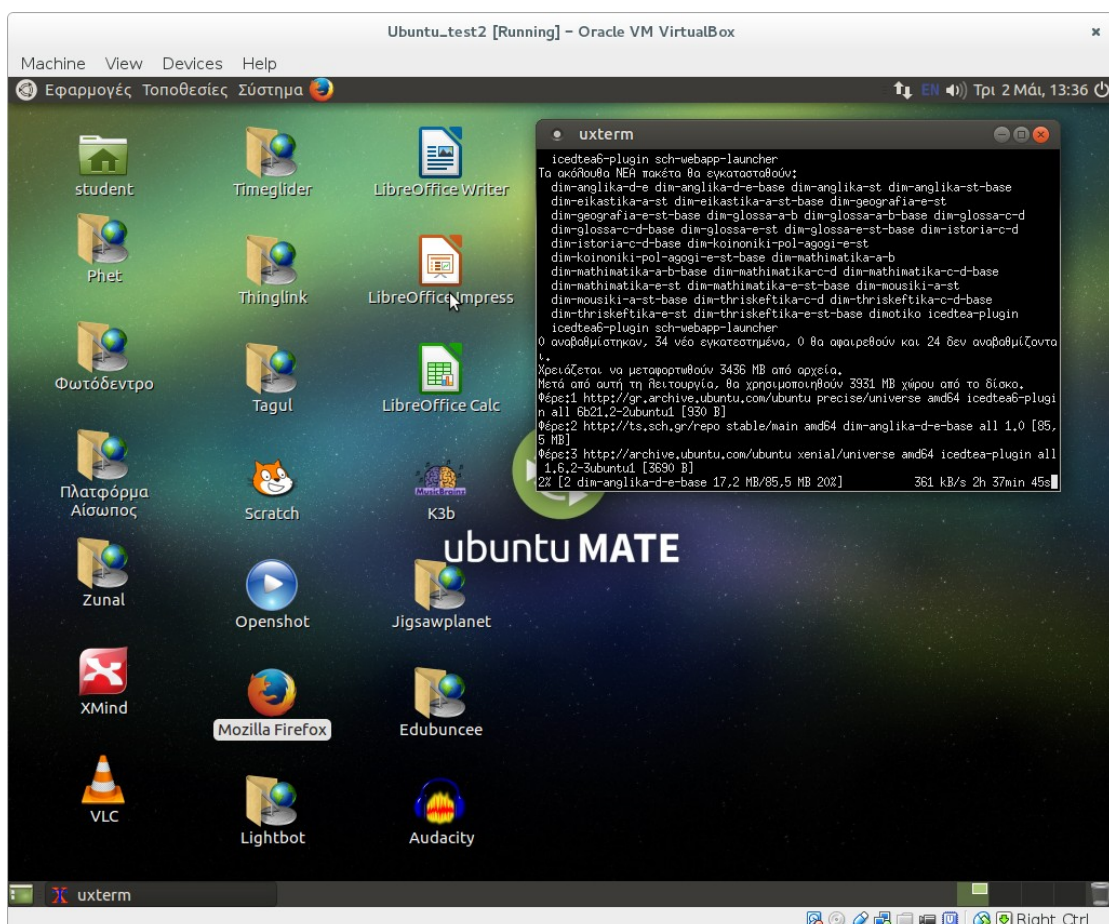 Ubuntu_test2 [Running] - Oracle VM VirtualBox
Machine View Devices Help
Εφαρμογές Τοποθεσίες Σύστημα
EN Τρι 2 Μάι, 13:36
student
Timeglider
LibreOffice Writer
Phet
Thinglink
LibreOffice Impress
Φωτόδεντρο
Tagul
LibreOffice Calc
Πλατφόρμα
Αίσωπος
Scratch
MusicBrainz
K3b
Zunal
Openshot
Jigsawplanet
XMind
Mozilla Firefox
Edubuncee
VLC
Lightbot
Audacity
ubuntu MATE
uxterm
icedtea6-plugin sch-webapp-launcher
Τα ακόλουθα ΝΕΑ πακέτα θα εγκατασταθούν:
dim-anglika-d-e dim-anglika-d-e-base dim-anglika-st dim-anglika-st-base
dim-eikastika-a-st dim-eikastika-a-st-base dim-geografia-e-st
dim-geografia-e-st-base dim-glossa-a-b dim-glossa-a-b-base dim-glossa-c-d
dim-glossa-c-d-base dim-glossa-e-st dim-glossa-e-st-base dim-istoria-c-d
dim-istoria-c-d-base dim-koinoniki-pol-agogi-e-st
dim-koinoniki-pol-agogi-e-st-base dim-mathimatika-a-b
dim-mathimatika-a-b-base dim-mathimatika-c-d dim-mathimatika-c-d-base
dim-mathimatika-e-st dim-mathimatika-e-st-base dim-mousiki-a-st
dim-mousiki-a-st-base dim-thriskeftika-c-d dim-thriskeftika-c-d-base
dim-thriskeftika-e-st dim-thriskeftika-e-st-base dimotiko icedtea-plugin
icedtea6-plugin sch-webapp-launcher
0 αναβαθμίστηκαν, 34 νέο εγκατεστημένα, 0 θα αφαιρεθούν και 24 δεν αναβαθμίζοντα
ι.
Χρειάζεται να μεταφορτωθούν 3436 MB από αρχεία.
Μετά από αυτή τη λειτουργία, θα χρησιμοποιηθούν 3931 MB χώρου από το δίσκο.
Φέρε:1 http://gr.archive.ubuntu.com/ubuntu precise/universe amd64 icedtea6-plugi
n all 6b21.2-2ubuntu1 [930 B]
Φέρε:2 http://ts.sch.gr/repo stable/main amd64 dim-anglika-d-e-base all 1.0 [85,
5 MB]
Φέρε:3 http://archive.ubuntu.com/ubuntu xenial/universe amd64 icedtea-plugin all
1.6.2-3ubuntu1 [3690 B]
2% [2 dim-anglika-d-e-base 17,2 MB/85,5 MB 20%] 361 kB/s 2h 37min 45s
uxterm
Right Ctrl